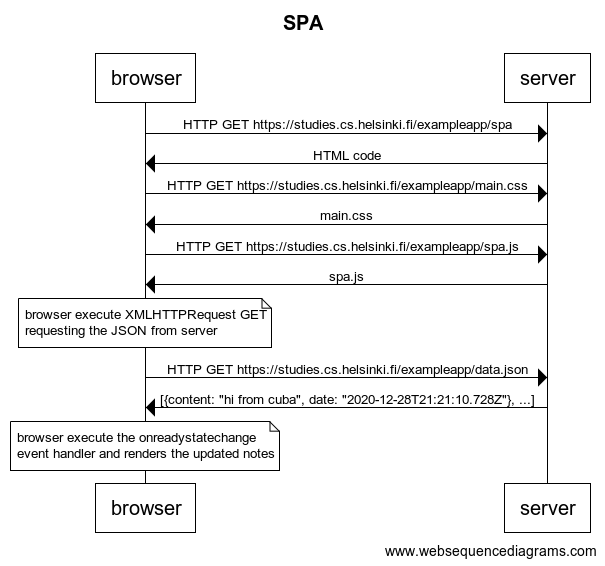 SPA
browser
server
HTTP GET https://studies.cs.helsinki.fi/exampleapp/spa
HTML code
HTTP GET https://studies.cs.helsinki.fi/exampleapp/main.css
main.css
HTTP GET https://studies.cs.helsinki.fi/exampleapp/spa.js
spa.js
browser execute XMLHTTPRequest GET
requesting the JSON from server
HTTP GET https://studies.cs.helsinki.fi/exampleapp/data.json
[{content: "hi from cuba", date: "2020-12-28T21:21:10.728Z"}, ...]
browser execute the onreadystatechange
event handler and renders the updated notes
browser
server
www.websequencediagrams.com